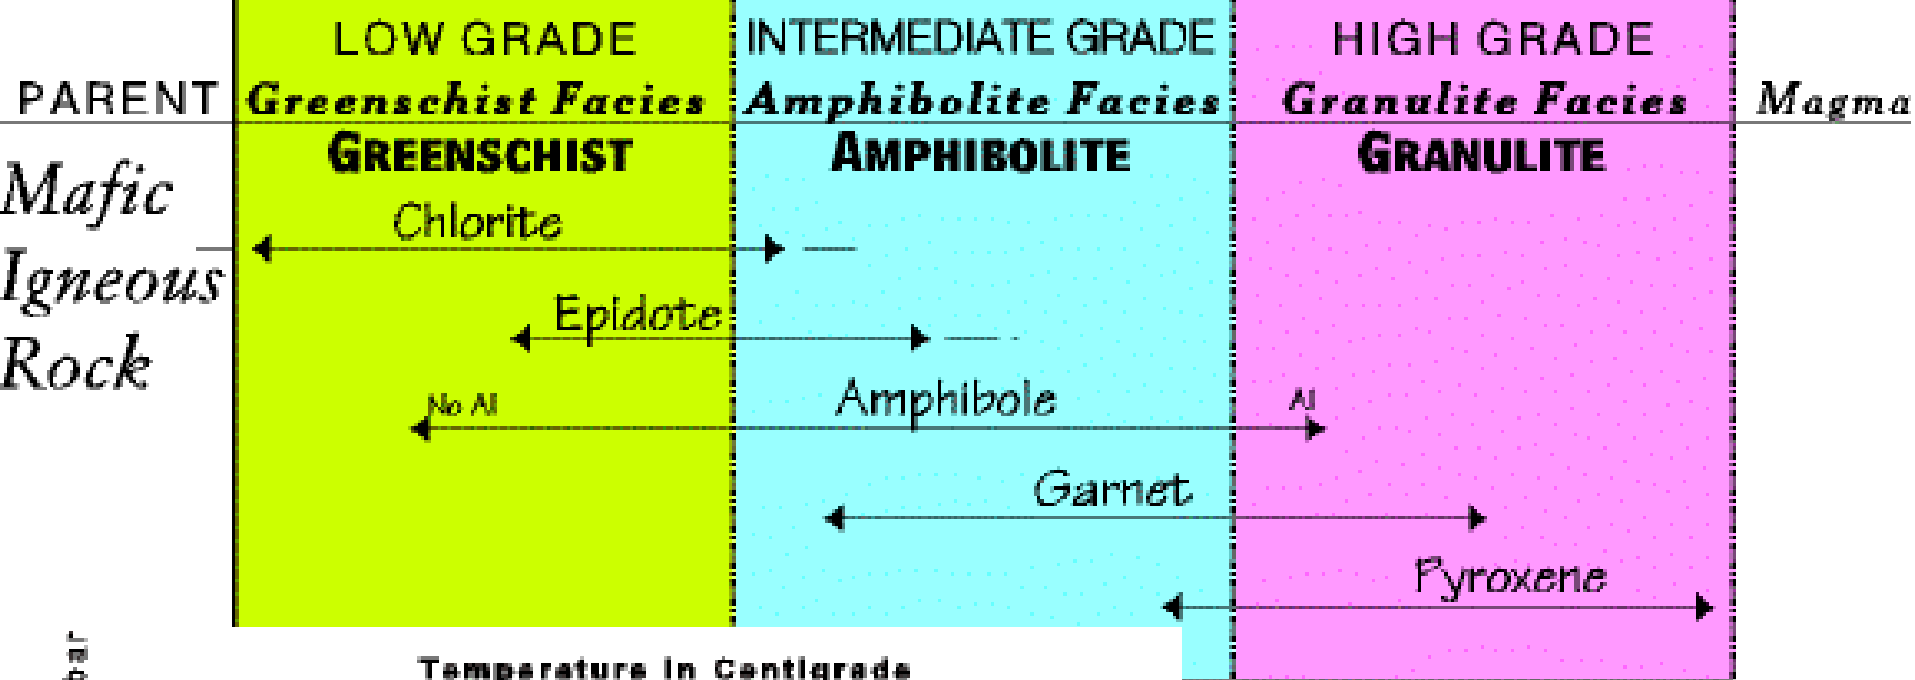 LOW GRADE INTERMEDIATE GRADE HIGH GRADE
PARENT Greenschist Facies Amphibolite Facies Granulite Facies Magma
GREENSCHIST AMPHIBOLITE GRANULITE
Mafic
Igneous
Rock
Chlorite
Epidote
No Al Amphibole Al
Garnet
Pyroxene
Temperature in Centigrade